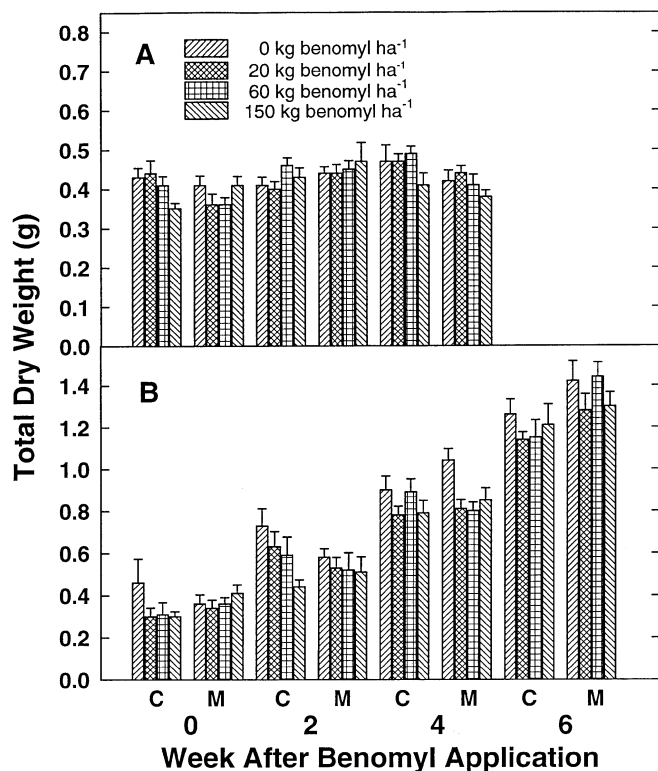 Total Dry Weight (g)
A
0.8
0.7
0.6
0.5
0.4
0.3
0.2
0.1
0.0
0 kg benomyl ha⁻¹
20 kg benomyl ha⁻¹
60 kg benomyl ha⁻¹
150 kg benomyl ha⁻¹
B
1.4
1.2
1.0
0.8
0.6
0.4
0.2
0.0
C M C M C M C M
0 2 4 6
Week After Benomyl Application